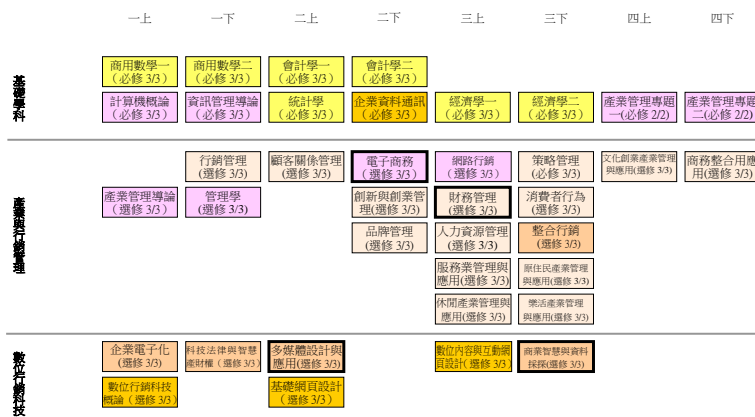 一上 一下 二上 二下 三上 三下 四上 四下
基礎學科
商用數學一 商用數學二 會計學一 會計學二
(必修 3/3) (必修 3/3) (必修 3/3) (必修 3/3)
計算機概論 資訊管理導論 統計學 企業資料通訊 經濟學一 經濟學二 產業管理專題 產業管理專題
(必修 3/3) (必修 3/3) (必修 3/3) (必修 3/3) (必修 3/3) (必修 3/3) 一(必修 2/2) 二(必修 2/2)
產業與行銷管理
行銷管理 顧客關係管理 電子商務 網路行銷 策略管理 文化創業產業管理 商務整合用應
(選修 3/3) (選修 3/3) (選修 3/3) (選修 3/3) (必修 3/3) 與應用(選修 3/3) 用(選修 3/3)
產業管理導論 管理學 創新與創業管 財務管理 消費者行為
(選修 3/3) (選修 3/3) 理(選修 3/3) (選修 3/3) (選修 3/3)
品牌管理 人力資源管理 整合行銷
(選修 3/3) (選修 3/3) (選修 3/3)
服務業管理與 原住民產業管理
應用(選修 3/3) 與應用(選修 3/3)
休閒產業管理與 樂活產業管理
應用(選修 3/3) 與應用(選修 3/3)
數位行銷科技
企業電子化 科技法律與智慧 多媒體設計與 數位內容與互動網 商業智慧與資料
(選修 3/3) 產財權(選修 3/3) 應用(選修 3/3) 頁設計(選修 3/3) 採探(選修 3/3)
數位行銷科技 基礎網頁設計
概論(選修 3/3) (選修 3/3)